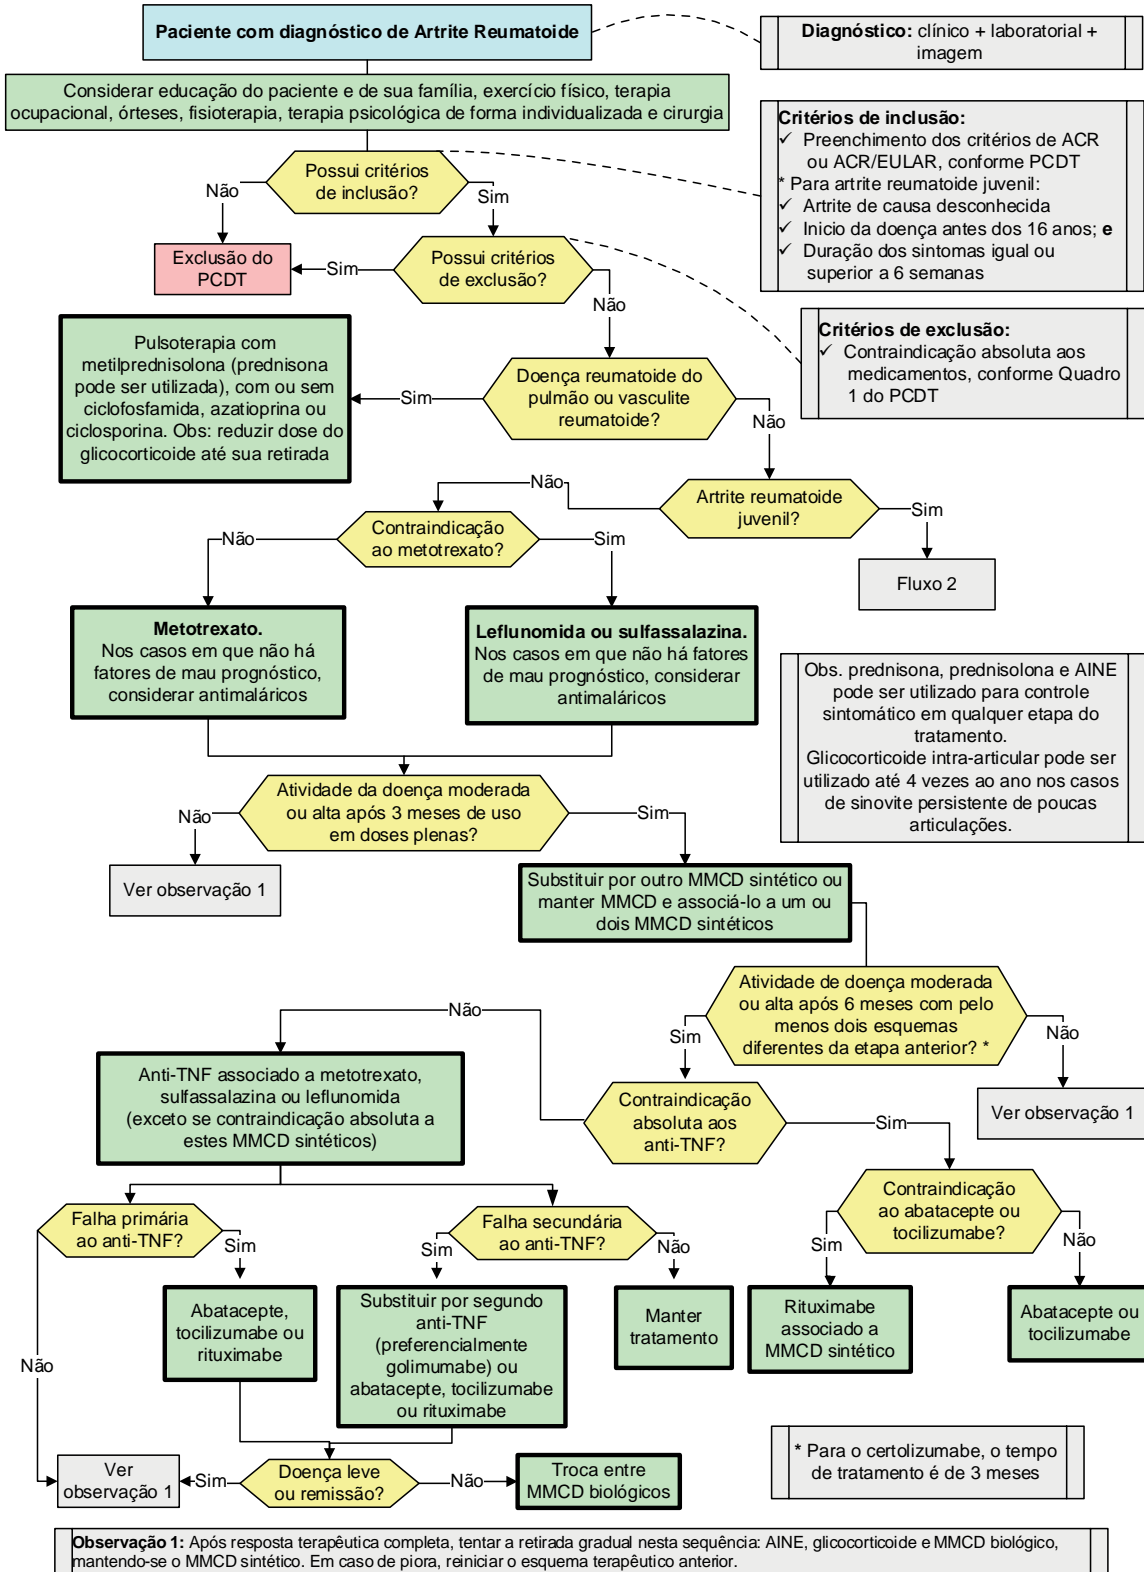 Paciente com diagnóstico de Artrite Reumatoide
Diagnóstico: clínico + laboratorial +
imagem
Considerar educação do paciente e de sua família, exercício físico, terapia
ocupacional, órteses, fisioterapia, terapia psicológica de forma individualizada e cirurgia
Critérios de inclusão:
✓ Preenchimento dos critérios de ACR
ou ACR/EULAR, conforme PCDT
* Para artrite reumatoide juvenil:
✓ Artrite de causa desconhecida
✓ Inicio da doença antes dos 16 anos; e
✓ Duração dos sintomas igual ou
superior a 6 semanas
Possui critérios
de inclusão?
Não
Sim
Exclusão do
PCDT
Sim
Possui critérios
de exclusão?
Não
Critérios de exclusão:
✓ Contraindicação absoluta aos
medicamentos, conforme Quadro
1 do PCDT
Pulsoterapia com
metilprednisolona (prednisona
pode ser utilizada), com ou sem
ciclofosfamida, azatioprina ou
ciclosporina. Obs: reduzir dose do
glicocorticoide até sua retirada
Sim
Doença reumatoide do
pulmão ou vasculite
reumatoide?
Não
Não
Artrite reumatoide
juvenil?
Sim
Fluxo 2
Não
Contraindicação
ao metotrexato?
Sim
Metotrexato.
Nos casos em que não há
fatores de mau prognóstico,
considerar antimaláricos
Leflunomida ou sulfassalazina.
Nos casos em que não há fatores
de mau prognóstico, considerar
antimaláricos
Obs. prednisona, prednisolona e AINE
pode ser utilizado para controle
sintomático em qualquer etapa do
tratamento.
Glicocorticoide intra-articular pode ser
utilizado até 4 vezes ao ano nos casos
de sinovite persistente de poucas
articulações.
Não
Atividade da doença moderada
ou alta após 3 meses de uso
em doses plenas?
Sim
Ver observação 1
Substituir por outro MMCD sintético ou
manter MMCD e associá-lo a um ou
dois MMCD sintéticos
Atividade de doença moderada
ou alta após 6 meses com pelo
menos dois esquemas
diferentes da etapa anterior? *
Sim
Não
Ver observação 1
Não
Contraindicação
absoluta aos
anti-TNF?
Sim
Anti-TNF associado a metotrexato,
sulfassalazina ou leflunomida
(exceto se contraindicação absoluta a
estes MMCD sintéticos)
Contraindicação
ao abatacepte ou
tocilizumabe?
Sim
Não
Falha primária
ao anti-TNF?
Sim
Não
Falha secundária
ao anti-TNF?
Sim
Não
Abatacepte,
tocilizumabe ou
rituximabe
Substituir por segundo
anti-TNF
(preferencialmente
golimumabe) ou
abatacepte, tocilizumabe
ou rituximabe
Manter
tratamento
Rituximabe
associado a
MMCD sintético
Abatacepte ou
tocilizumabe
Ver
observação 1
Sim
Doença leve
ou remissão?
Não
Troca entre
MMCD biológicos
* Para o certolizumabe, o tempo
de tratamento é de 3 meses
Observação 1: Após resposta terapêutica completa, tentar a retirada gradual nesta sequência: AINE, glicocorticoide e MMCD biológico,
mantendo-se o MMCD sintético. Em caso de piora, reiniciar o esquema terapêutico anterior.